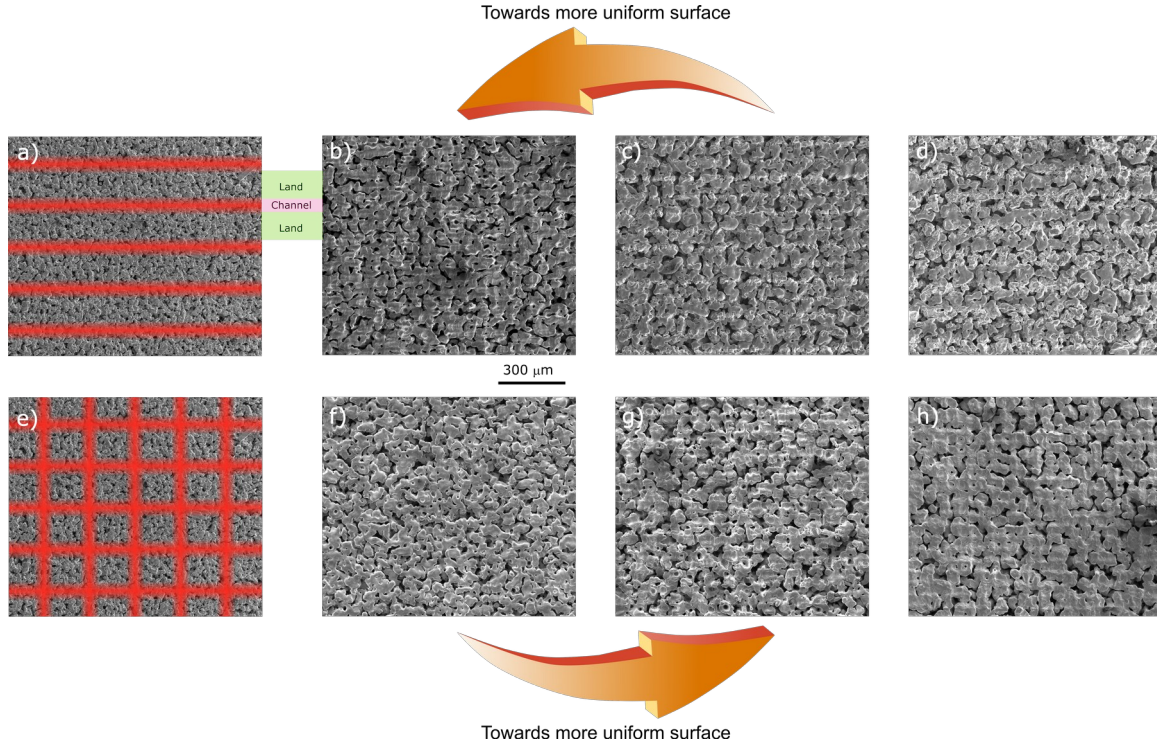 Towards more uniform surface
a)
b)
c)
d)
Land
Channel
Land
300 μm
e)
f)
g)
h)
Towards more uniform surface